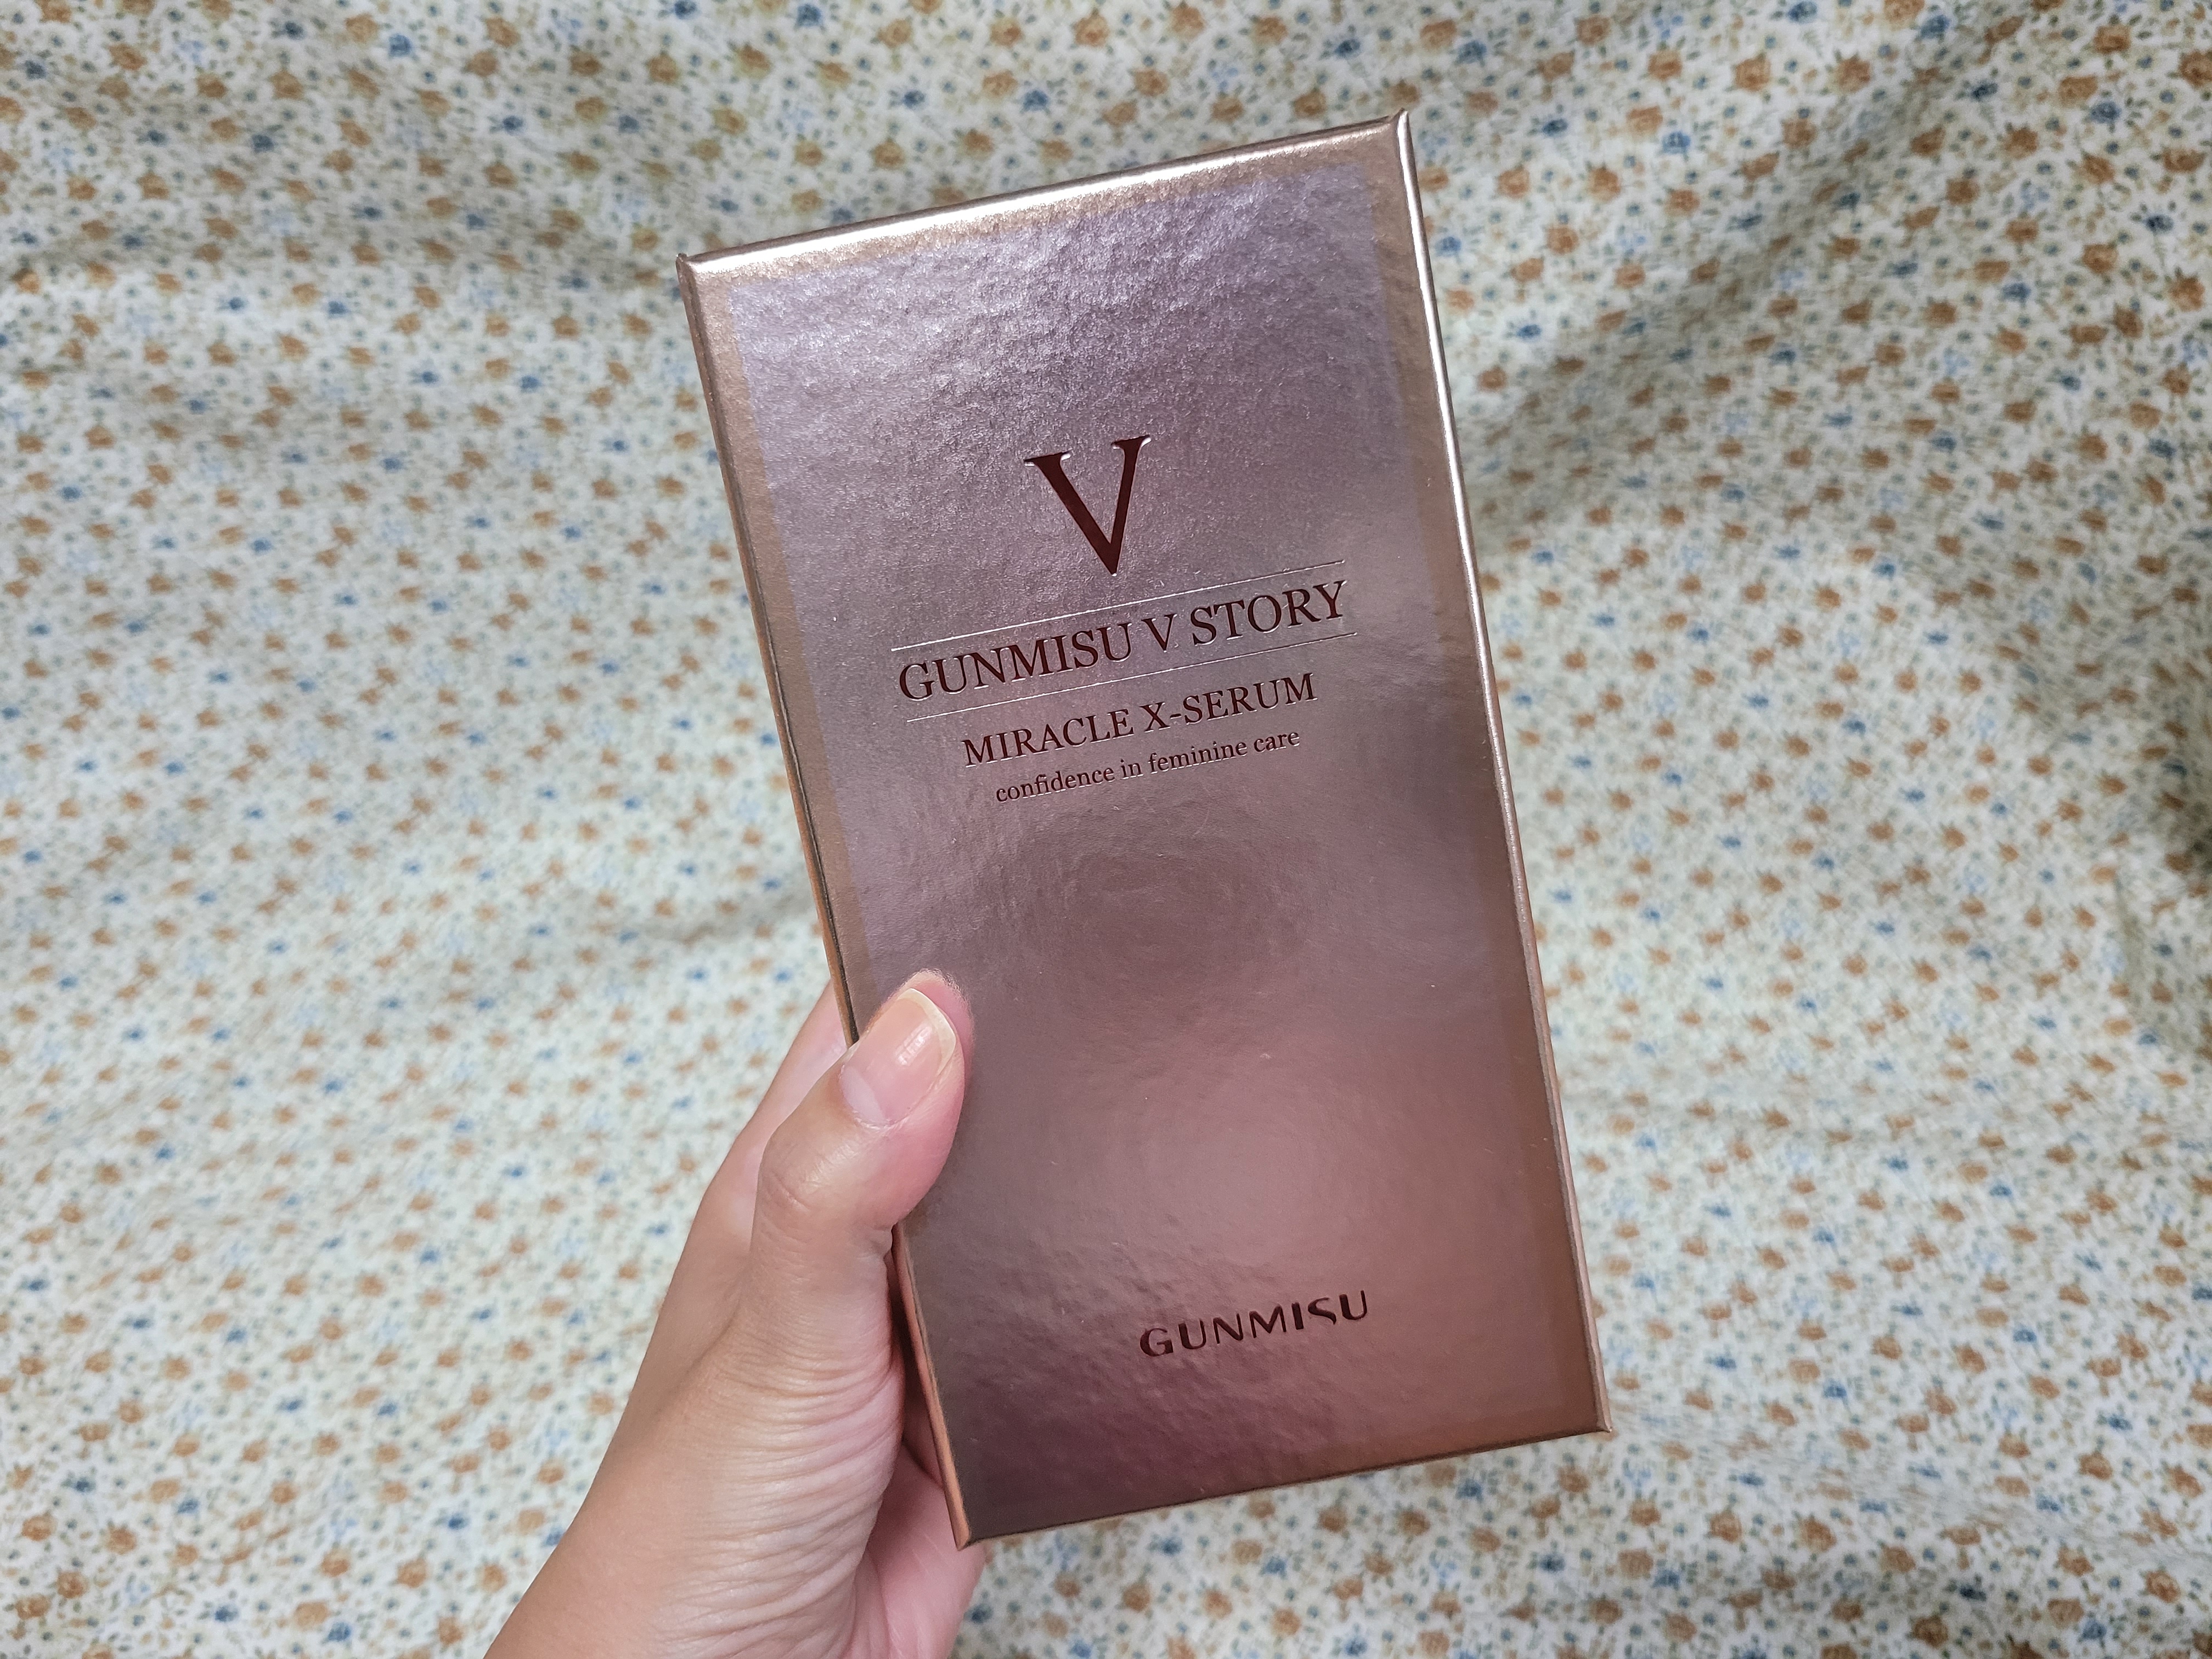 V
GUNMISU V STORY
MIRACLE X-SERUM
confidence in feminine care
GUNMISU